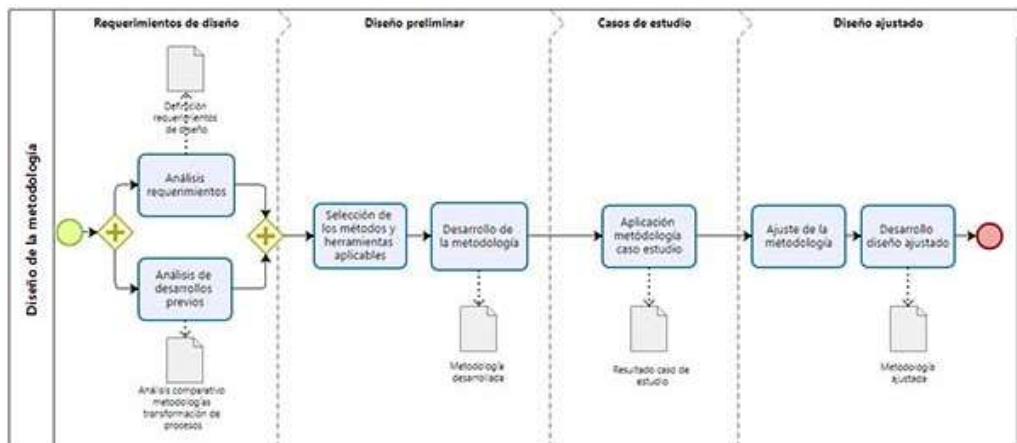 Requerimientos de diseño
Diseño preliminar
Casos de estudio
Diseño ajustado
Diseño de la metodología
Definición
requerimientos
de diseño
Análisis
requerimientos
Análisis de
desarrollos
previos
Análisis comparativo
metodologías
transformación de
procesos
Selección de
los métodos y
herramientas
aplicables
Desarrollo de
la metodología
Metodología
desarrollada
Aplicación
metódología
caso estudio
Resultado caso de
estudio
Ajuste de la
metodología
Desarrollo
diseño ajustado
Metodología
ajustada